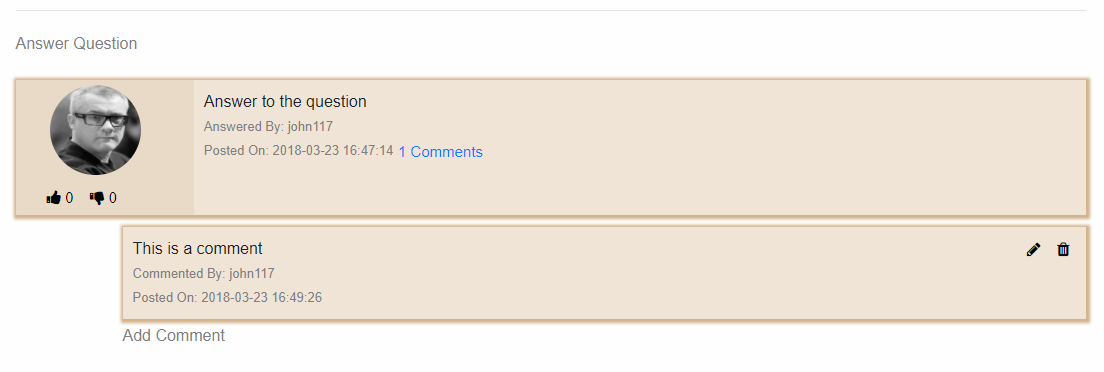 Answer Question
Answer to the question
Answered By: john117
Posted On: 2018-03-23 16:47:14 1 Comments
0 0
This is a comment
Commented By: john117
Posted On: 2018-03-23 16:49:26
Add Comment